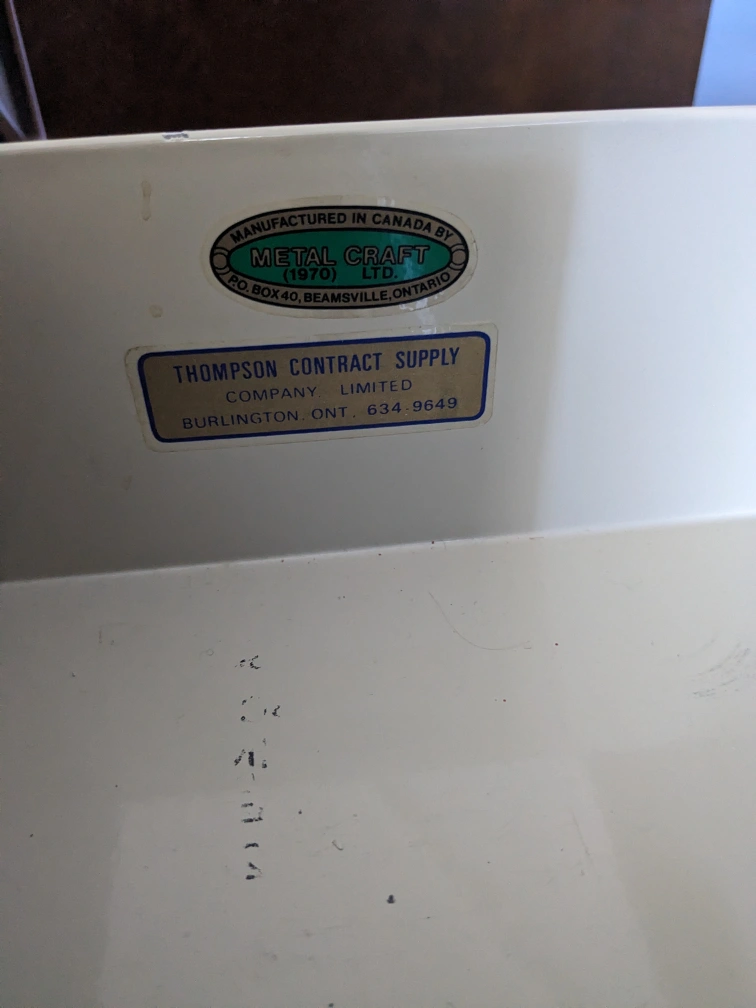 MANUFACTURED IN CANADA BY
METAL CRAFT
(1970) LTD.
P.O. BOX 40, BEAMSVILLE, ONTARIO
THOMPSON CONTRACT SUPPLY
COMPANY. LIMITED
BURLINGTON. ONT. 634-9649